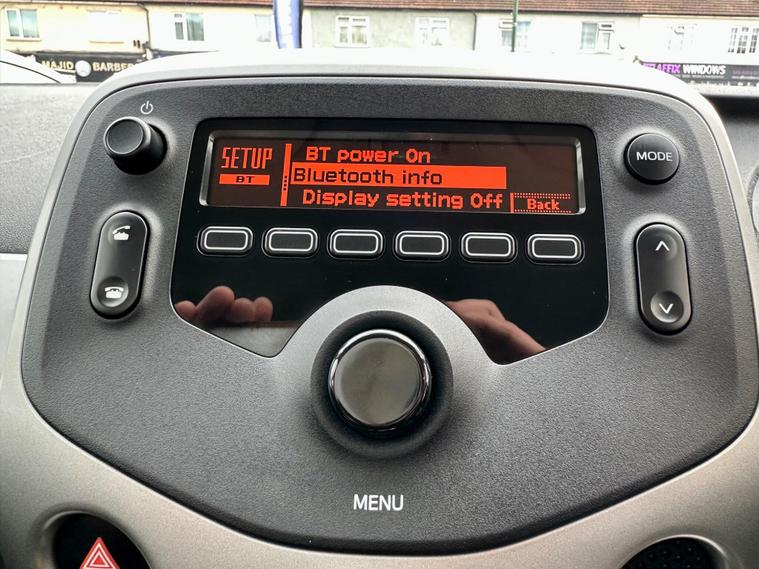 MAJID BARBER
AFFIX WINDOWS
SETUP
BT
BT power On
Bluetooth info
Display setting Off
Back
MODE
MENU